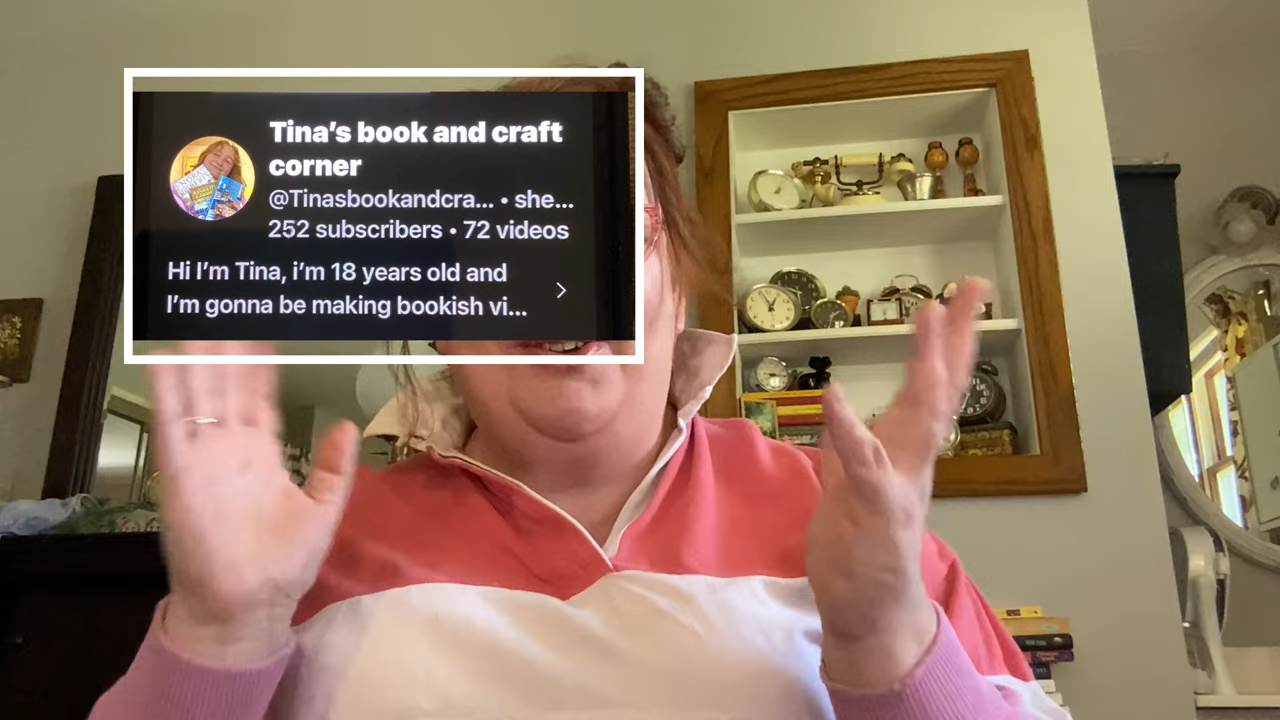 Tina’s book and craft
corner
@Tinasbookandcra... • she...
252 subscribers • 72 videos
Hi I’m Tina, i’m 18 years old and
I’m gonna be making bookish vi...